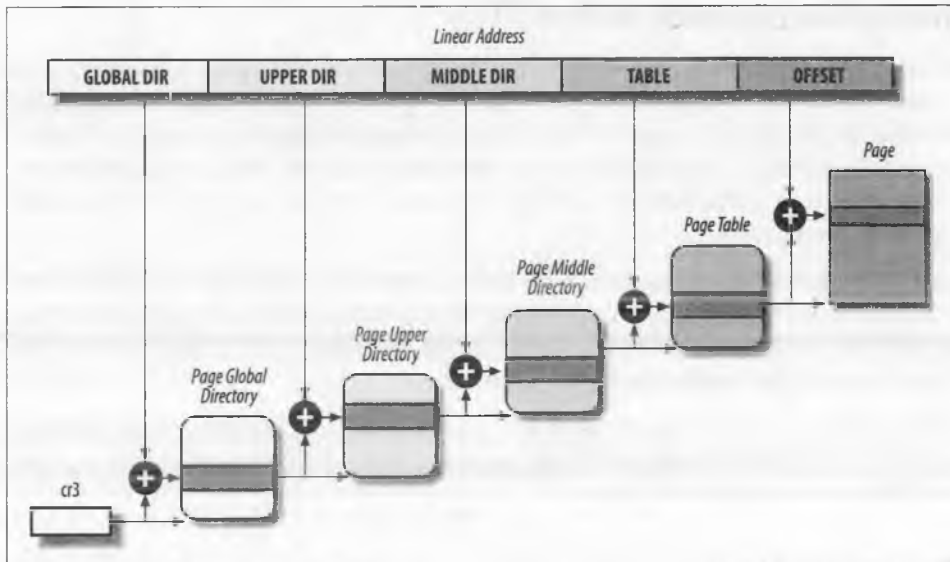 Linear Address
GLOBAL DIR
UPPER DIR
MIDDLE DIR
TABLE
OFFSET
Page
Page Table
Page Middle
Directory
Page Upper
Directory
Page Global
Directory
cr3